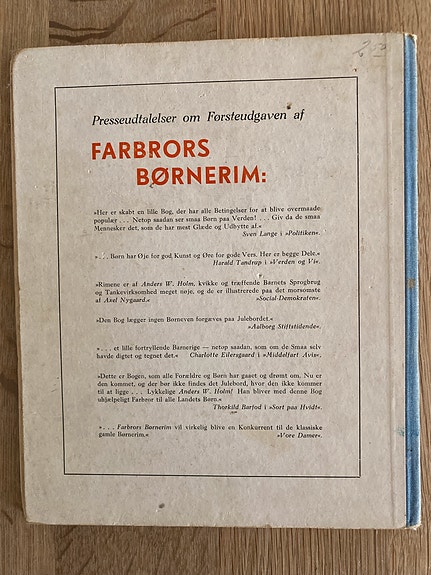 Presseudtalelser om Førsteudgaven af
FARBRORS
BØRNERIM:
»Her er skabt en lille Bog, der har alle Betingelser for at blive overmaade
populær . . . Netop saadan ser smaa Børn paa Verden! . . . Giv da de smaa
Mennesker det, som de har mest Glæde og Udbytte af.«
Sven Lange i »Politiken«.
». . . Børn har Øje for god Kunst og Øre for gode Vers. Her er begge Dele.«
Harald Tandrup i »Verden og Vi«.
»Rimene er af Anders W. Holm, kvikke og træffende Barnets Sprogbrug
og Tankevirksomhed meget nøje, og de er illustrerede paa det morsomste
af Axel Nygaard.«
»Social-Demokraten«.
»Den Bog lægger ingen Børneven forgæves paa Julebordet.«
»Aalborg Stiftstidende«.
». . . et lille fortryllende Børnerige — netop saadan, som om de Smaa selv
havde digtet og tegnet det.« Charlotte Eilersgaard i »Middelfart Avis«.
»Dette er Bogen, som alle Forældre og Børn har gaaet og drømt om. Nu er
den kommet, og der bør ikke findes det Julebord, hvor den ikke kommer
til at ligge . . . Lykkelige Anders W. Holm! Han bliver med denne Bog
uhjælpeligt Farbror til alle Landets Børn.«
Thorkild Barfod i »Sort paa Hvidt«.
». . . Farbrors Børnerim vil virkelig blive en Konkurrent til de klassiske
gamle Børnerim.«
»Vore Damer«.